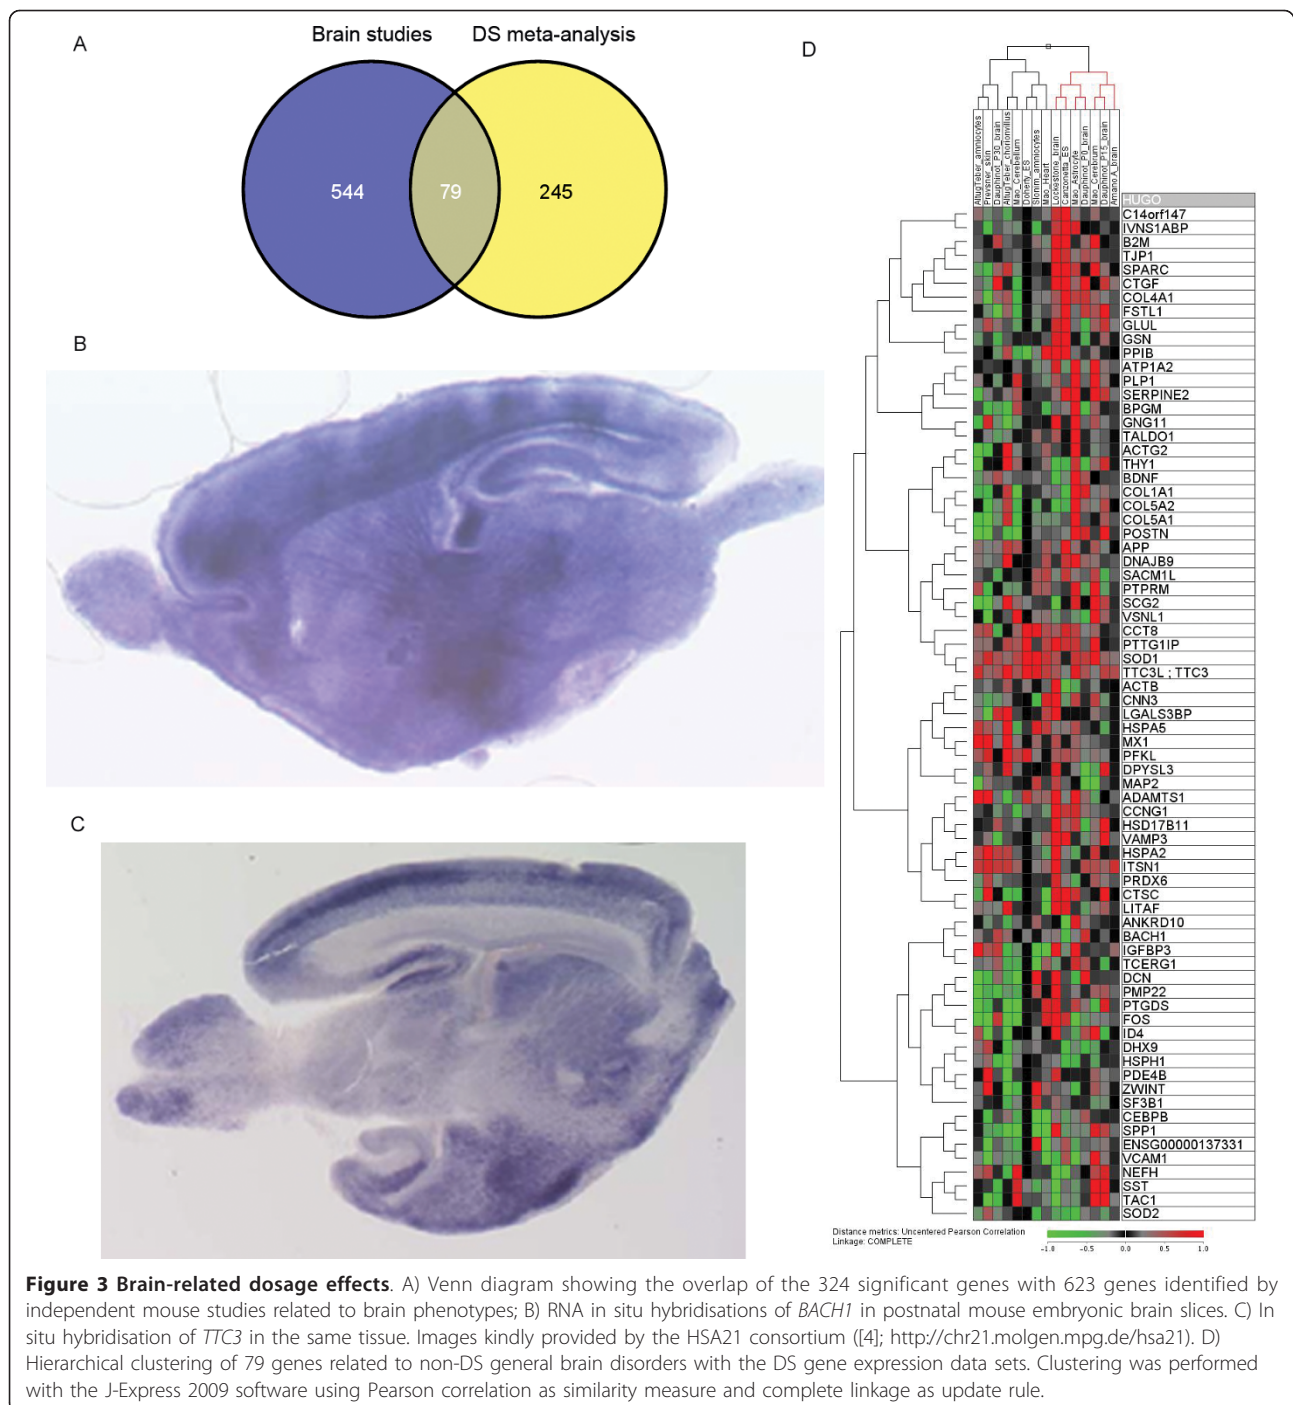 A
Brain studies
DS meta-analysis
544
79
245
B
C
D
AltugTeber_amniocytes
Prevsner_skin
Dauphinot_P30_brain
AltugTeber_chorionvillius
Mao_Cerebellum
Doherty_ES
Slonim_amniocytes
Mao_Heart
Lockestone_brain
Canzonetta_ES
Mao_Astrocyte
Dauphinot_P0_brain
Mao_Cerebrum
Dauphinot_P15_brain
Amano A_brain
HUGO
C14orf147
IVNS1ABP
B2M
TJP1
SPARC
CTGF
COL4A1
FSTL1
GLUL
GSN
PPIB
ATP1A2
PLP1
SERPINE2
BPGM
GNG11
TALDO1
ACTG2
THY1
BDNF
COL1A1
COL5A2
COL5A1
POSTN
APP
DNAJB9
SACM1L
PTPRM
SCG2
VSNL1
CCT8
PTTG1IP
SOD1
TTC3L ; TTC3
ACTB
CNN3
LGALS3BP
HSPA5
MX1
PFKL
DPYSL3
MAP2
ADAMTS1
CCNG1
HSD17B11
VAMP3
HSPA2
ITSN1
PRDX6
CTSC
LITAF
ANKRD10
BACH1
IGFBP3
TCERG1
DCN
PMP22
PTGDS
FOS
ID4
DHX9
HSPH1
PDE4B
ZWINT
SF3B1
CEBPB
SPP1
ENSG00000137331
VCAM1
NEFH
SST
TAC1
SOD2
Distance metrics: Uncentered Pearson Correlation
Linkage: COMPLETE
-1.0 -0.5 0.0 0.5 1.0
Figure 3 Brain-related dosage effects. A) Venn diagram showing the overlap of the 324 significant genes with 623 genes identified by
independent mouse studies related to brain phenotypes; B) RNA in situ hybridisations of BACH1 in postnatal mouse embryonic brain slices. C) In
situ hybridisation of TTC3 in the same tissue. Images kindly provided by the HSA21 consortium ([4]; http://chr21.molgen.mpg.de/hsa21). D)
Hierarchical clustering of 79 genes related to non-DS general brain disorders with the DS gene expression data sets. Clustering was performed
with the J-Express 2009 software using Pearson correlation as similarity measure and complete linkage as update rule.